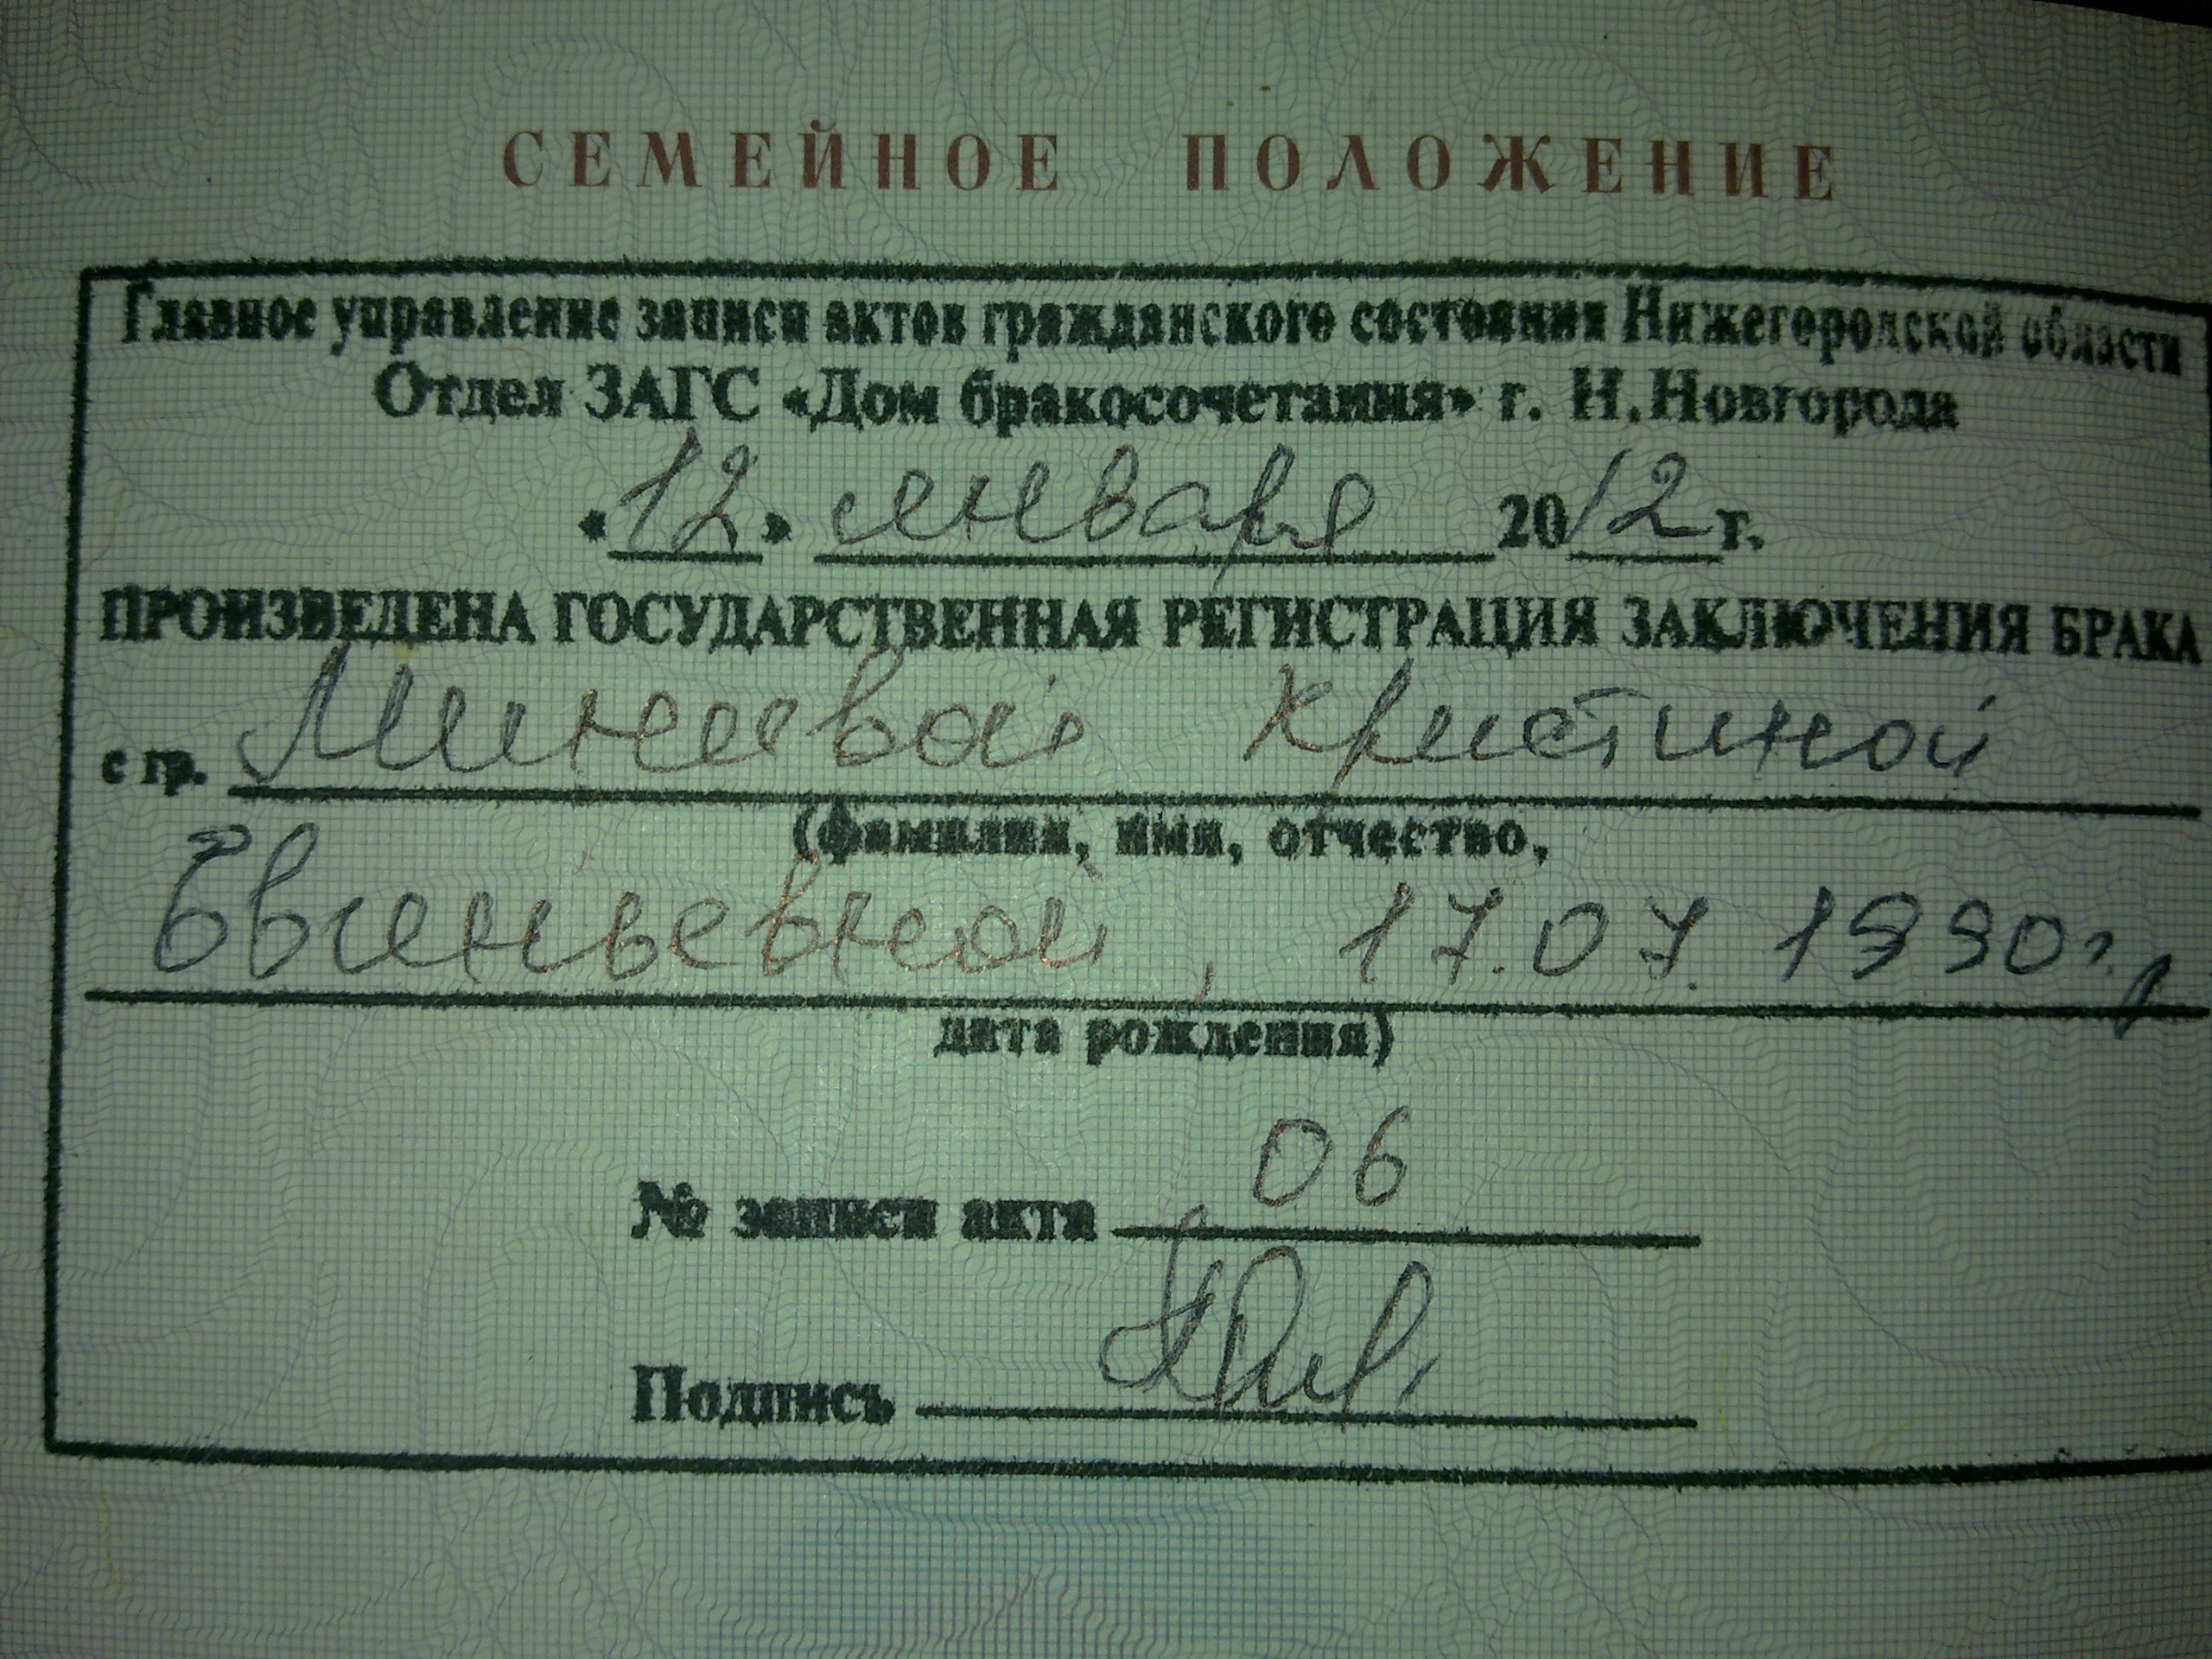 СЕМЕЙНОЕ ПОЛОЖЕНИЕ
Главное управление записи актов гражданского состояния Нижегородской области
Отдел ЗАГС «Дом бракосочетания» г. Н.Новгорода
«12» января 2012 г.
ПРОИЗВЕДЕНА ГОСУДАРСТВЕННАЯ РЕГИСТРАЦИЯ ЗАКЛЮЧЕНИЯ БРАКА
с гр. Минеевой Кристиной
(фамилия, имя, отчество,
Евгеньевной, 17.07.1990г.
дата рождения)
№ записи акта 06
Подпись